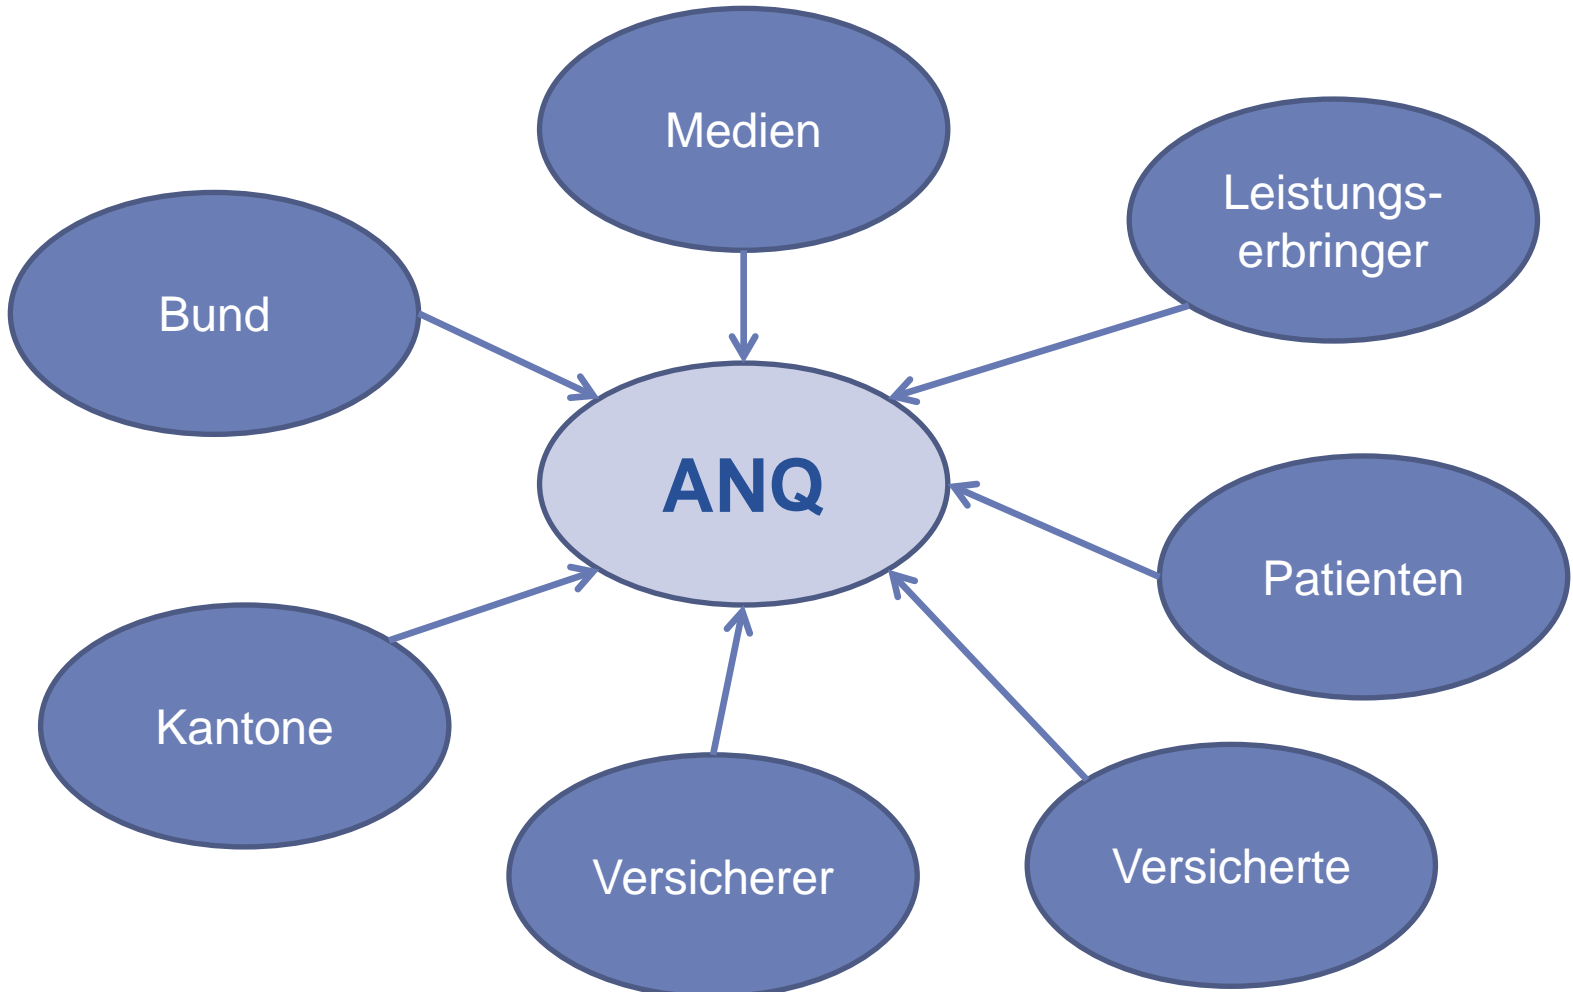 Medien
Leistungs-
erbringer
Bund
ANQ
Patienten
Kantone
Versicherer
Versicherte